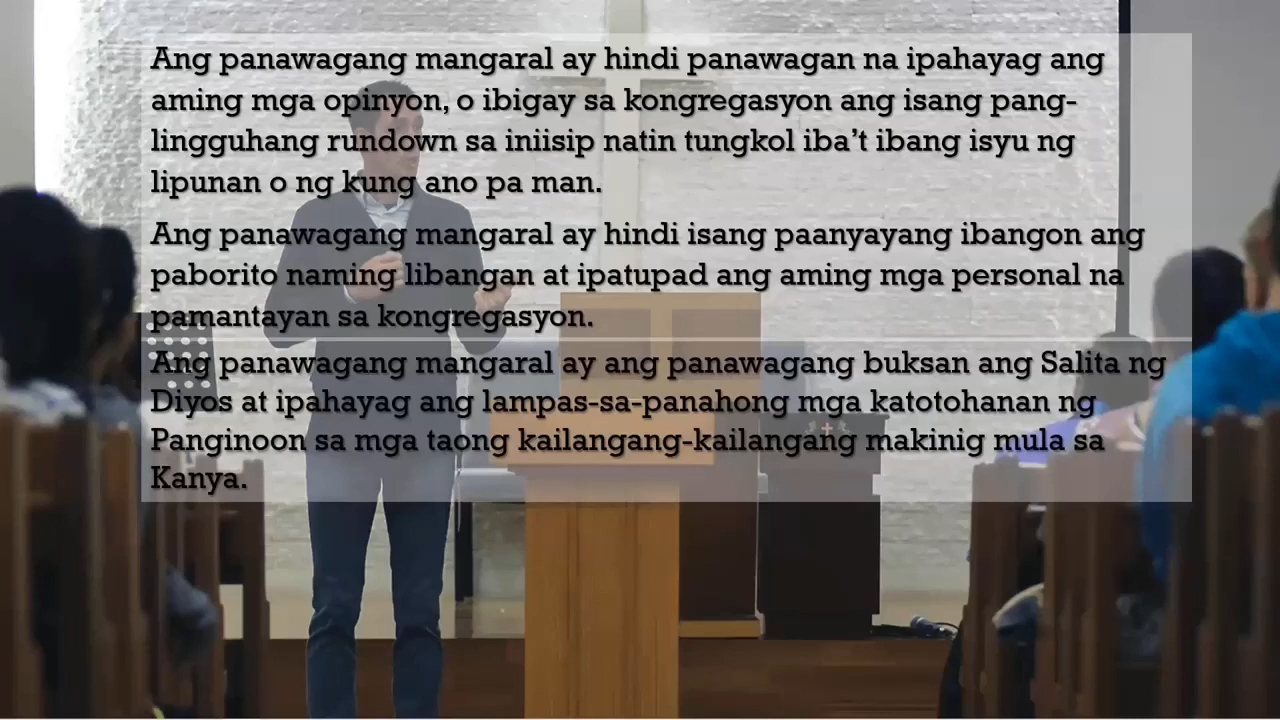 Ang panawagang mangaral ay hindi panawagan na ipahayag ang
aming mga opinyon, o ibigay sa kongregasyon ang isang pang-
lingguhang rundown sa iniisip natin tungkol iba’t ibang isyu ng
lipunan o ng kung ano pa man.
Ang panawagang mangaral ay hindi isang paanyayang ibangon ang
paborito naming libangan at ipatupad ang aming mga personal na
pamantayan sa kongregasyon.
Ang panawagang mangaral ay ang panawagang buksan ang Salita ng
Diyos at ipahayag ang lampas-sa-panahong mga katotohanan ng
Panginoon sa mga taong kailangang-kailangang makinig mula sa
Kanya.